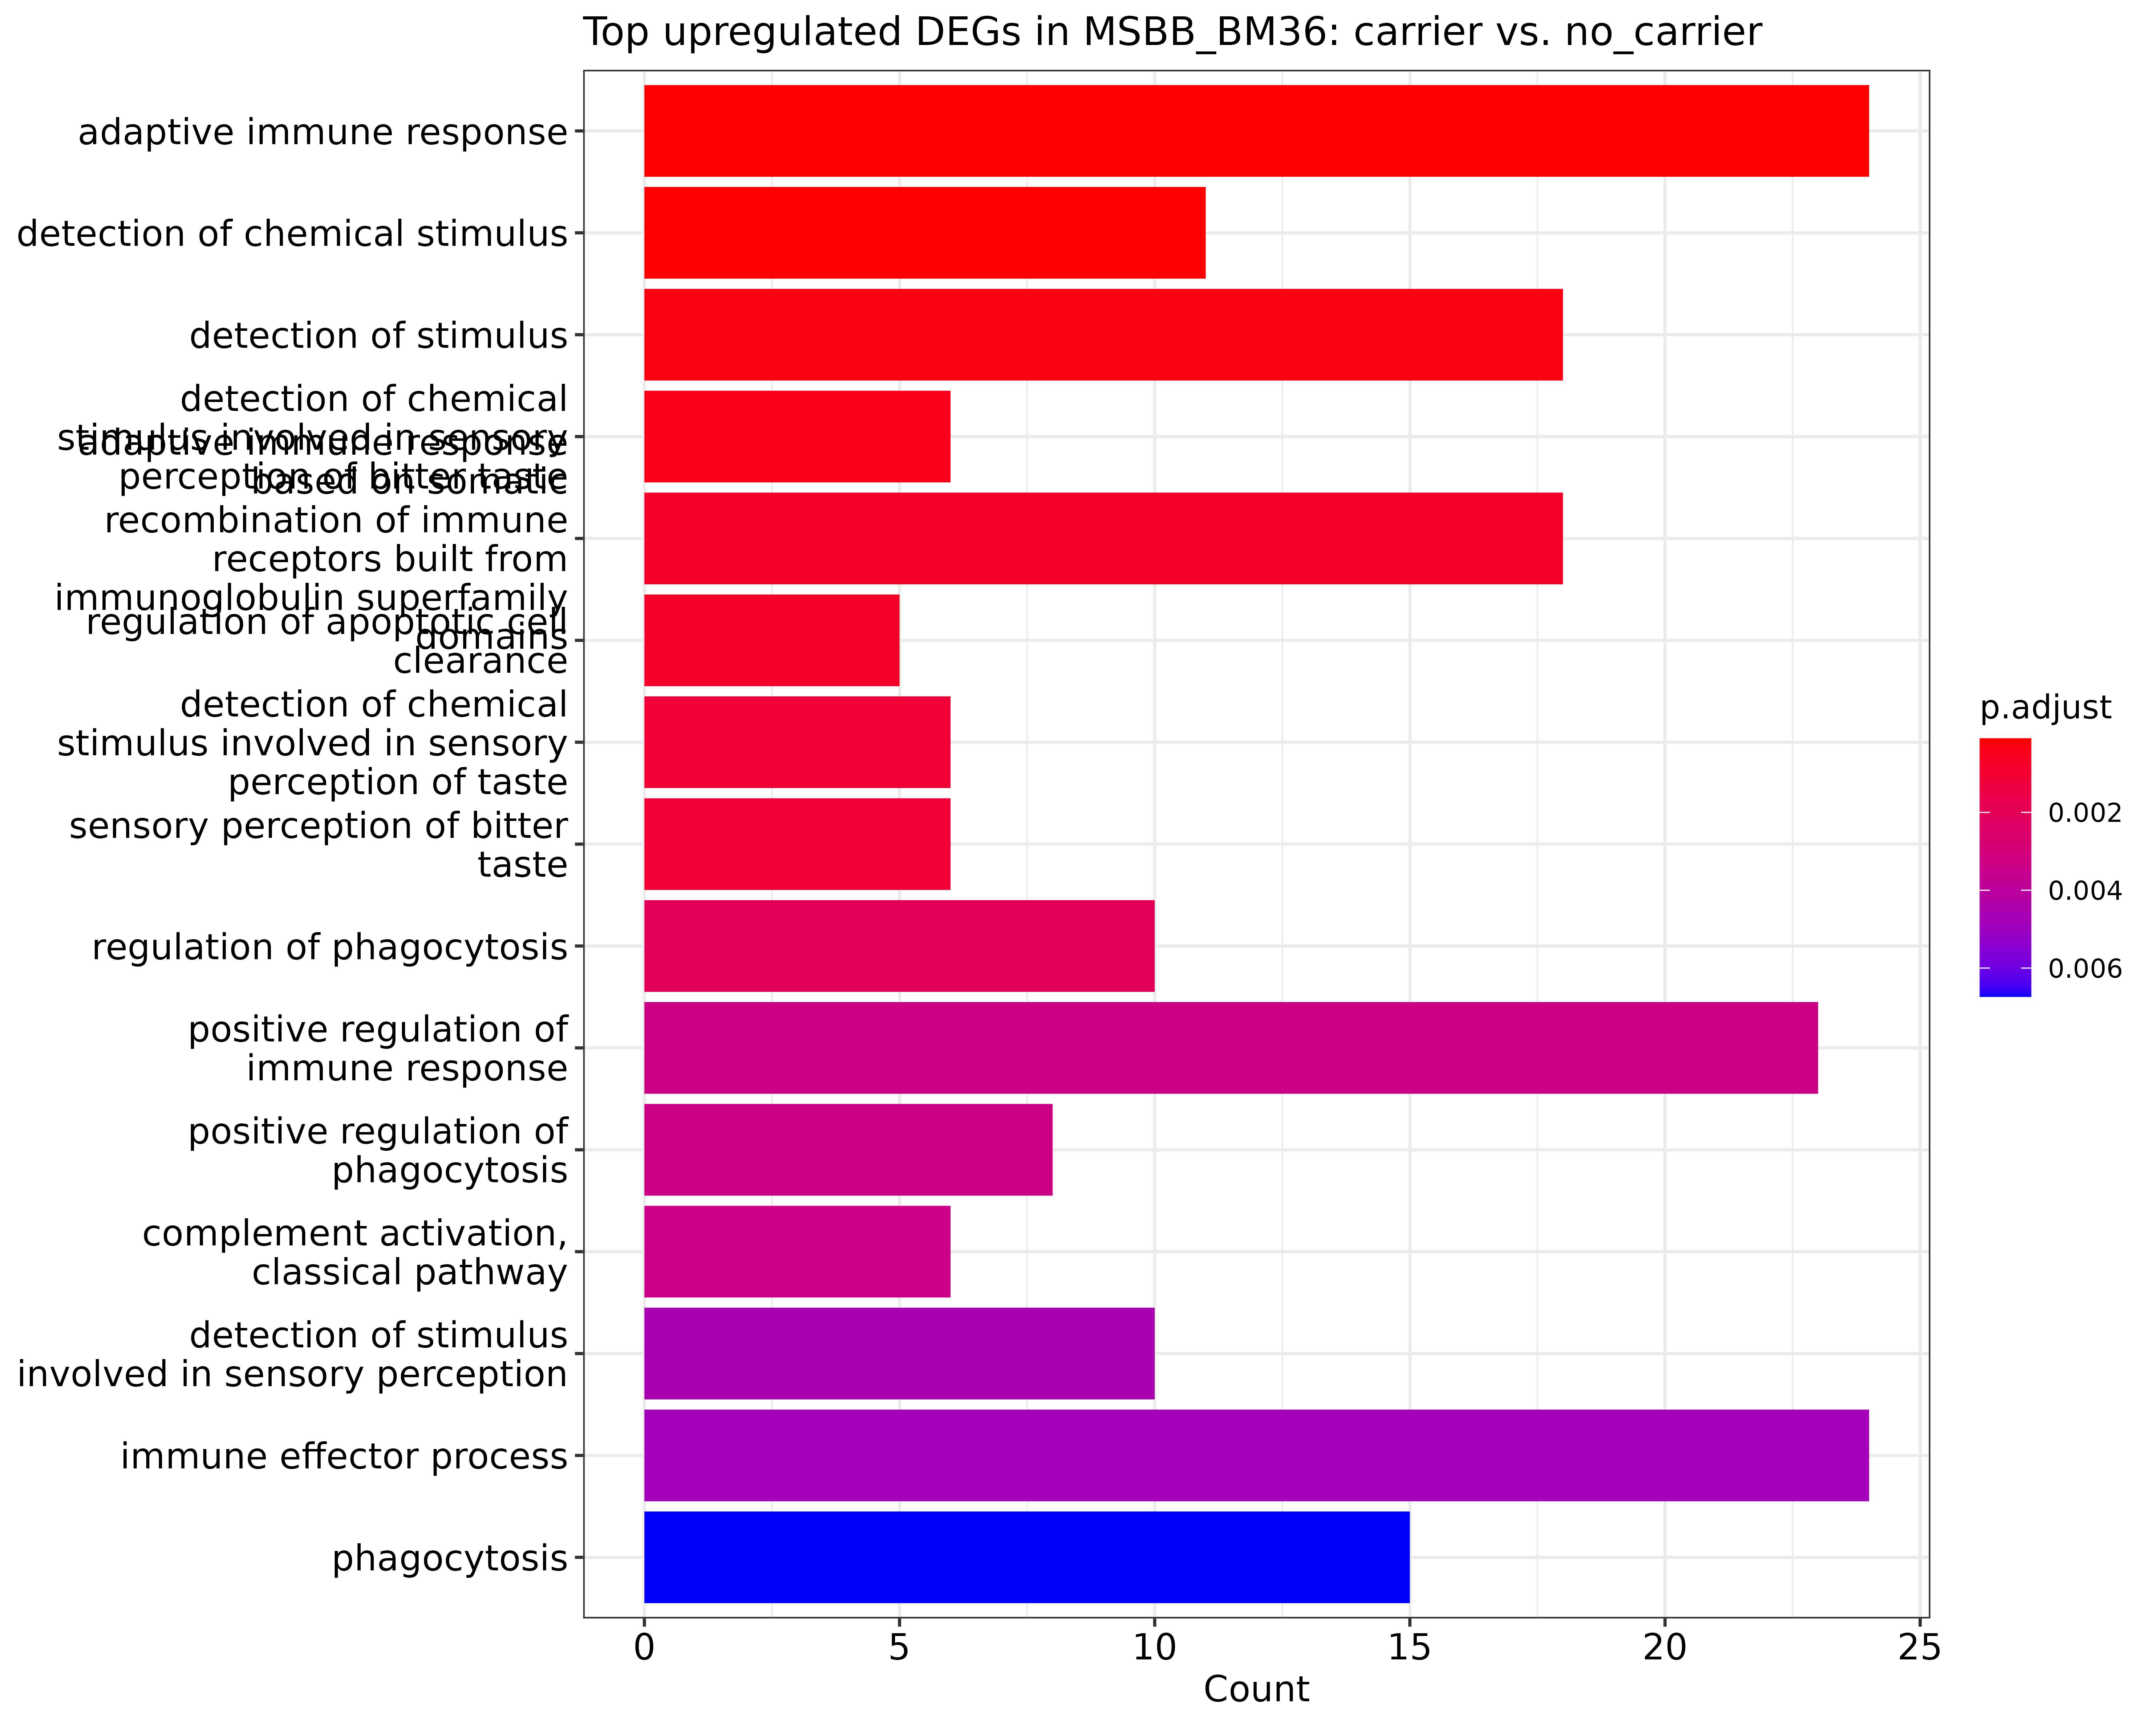 Top upregulated DEGs in MSBB_BM36: carrier vs. no_carrier
adaptive immune response
detection of chemical stimulus
detection of stimulus
detection of chemical
stimulus involved in sensory
perception of bitter taste
adaptive immune response
based on somatic
recombination of immune
receptors built from
immunoglobulin superfamily
domains
regulation of apoptotic cell
clearance
detection of chemical
stimulus involved in sensory
perception of taste
sensory perception of bitter
taste
regulation of phagocytosis
positive regulation of
immune response
positive regulation of
phagocytosis
complement activation,
classical pathway
detection of stimulus
involved in sensory perception
immune effector process
phagocytosis
0 5 10 15 20 25
Count
p.adjust
0.002
0.004
0.006